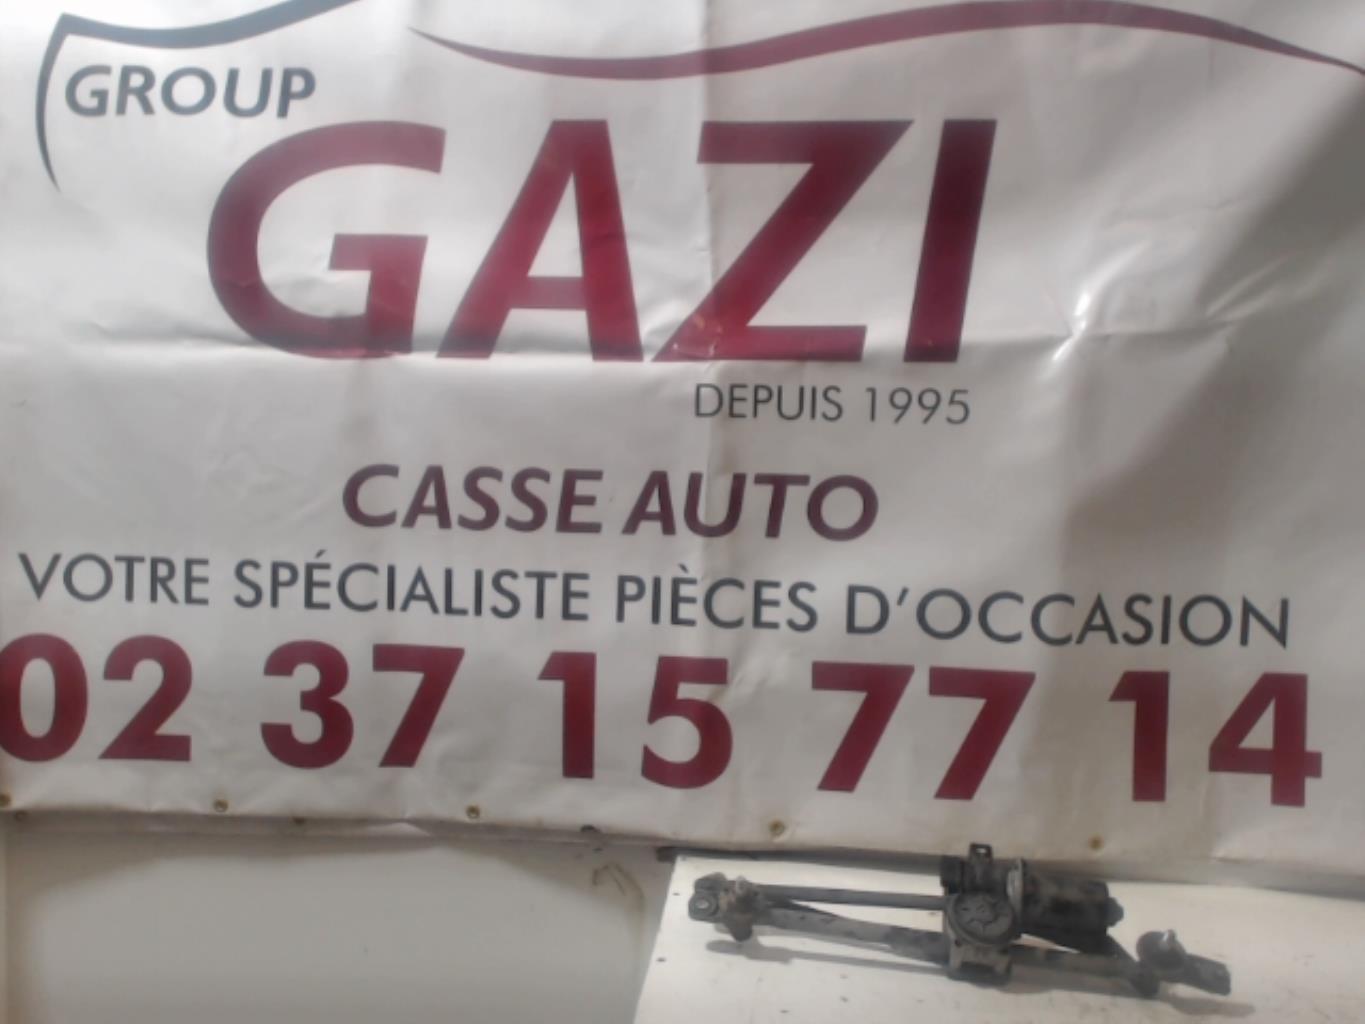 GROUP
GAZI
DEPUIS 1995
CASSE AUTO
VOTRE SPÉCIALISTE PIÈCES D'OCCASION
02 37 15 77 14